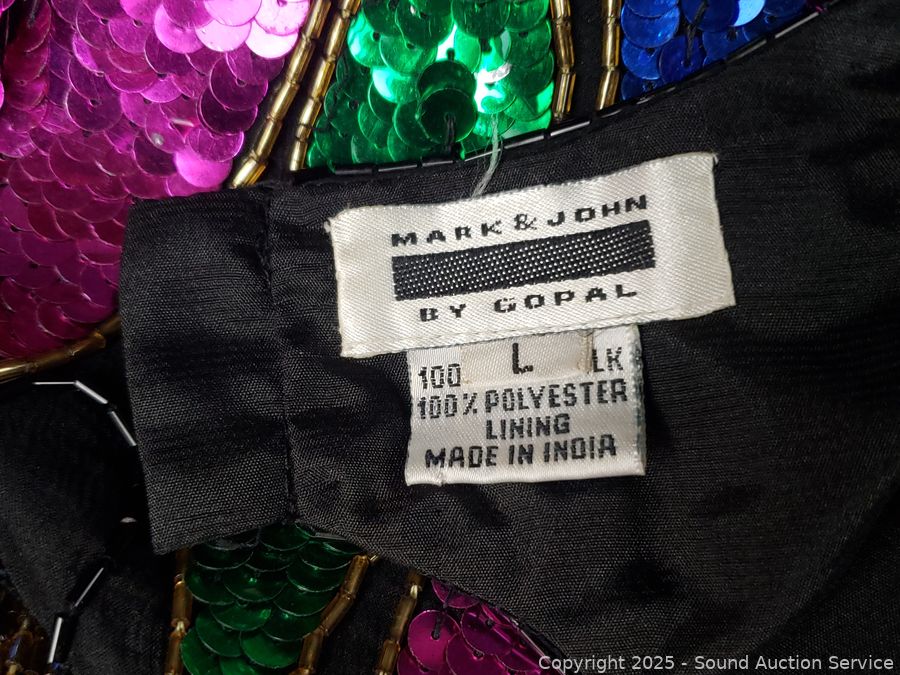 MARK & JOHN
BY GOPAL
L
100 LK
100% POLYESTER
LINING
MADE IN INDIA
Copyright 2025 - Sound Auction Service